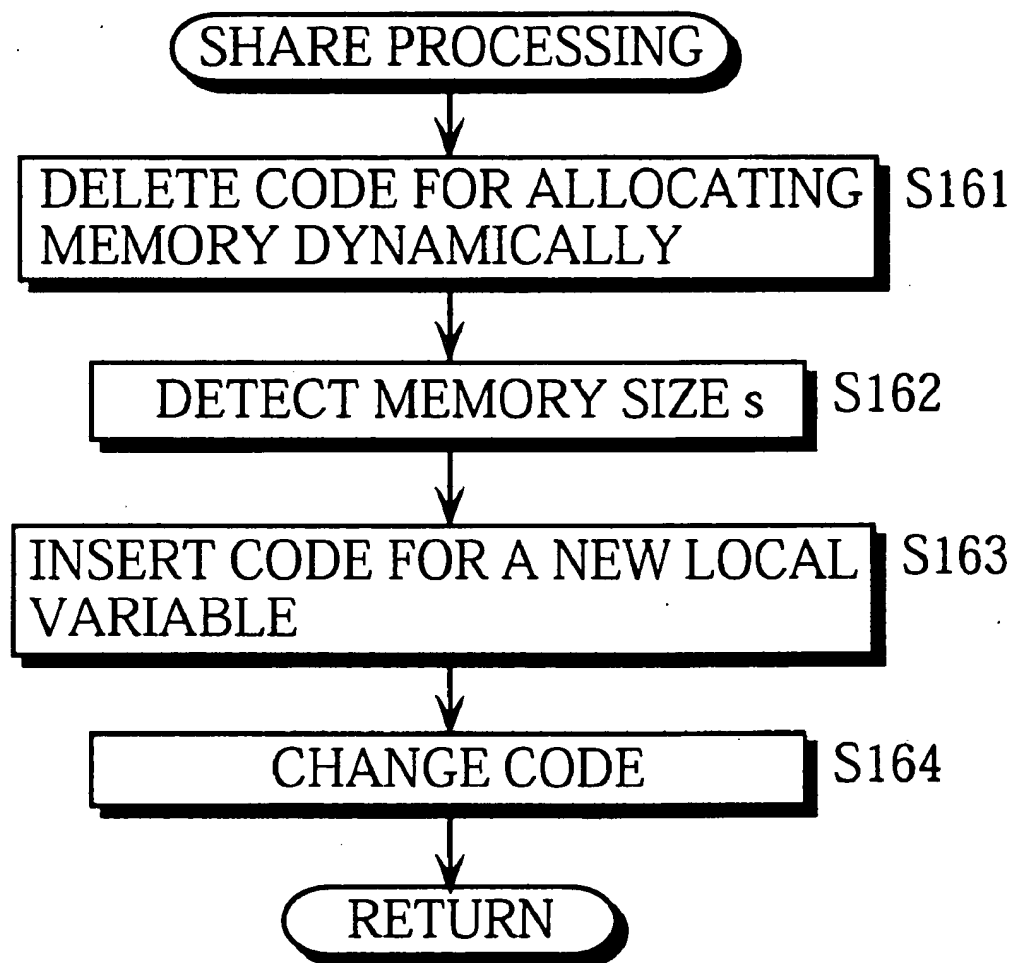 SHARE PROCESSING
DELETE CODE FOR ALLOCATING
MEMORY DYNAMICALLY
S161
DETECT MEMORY SIZE s
S162
INSERT CODE FOR A NEW LOCAL
VARIABLE
S163
CHANGE CODE
S164
RETURN